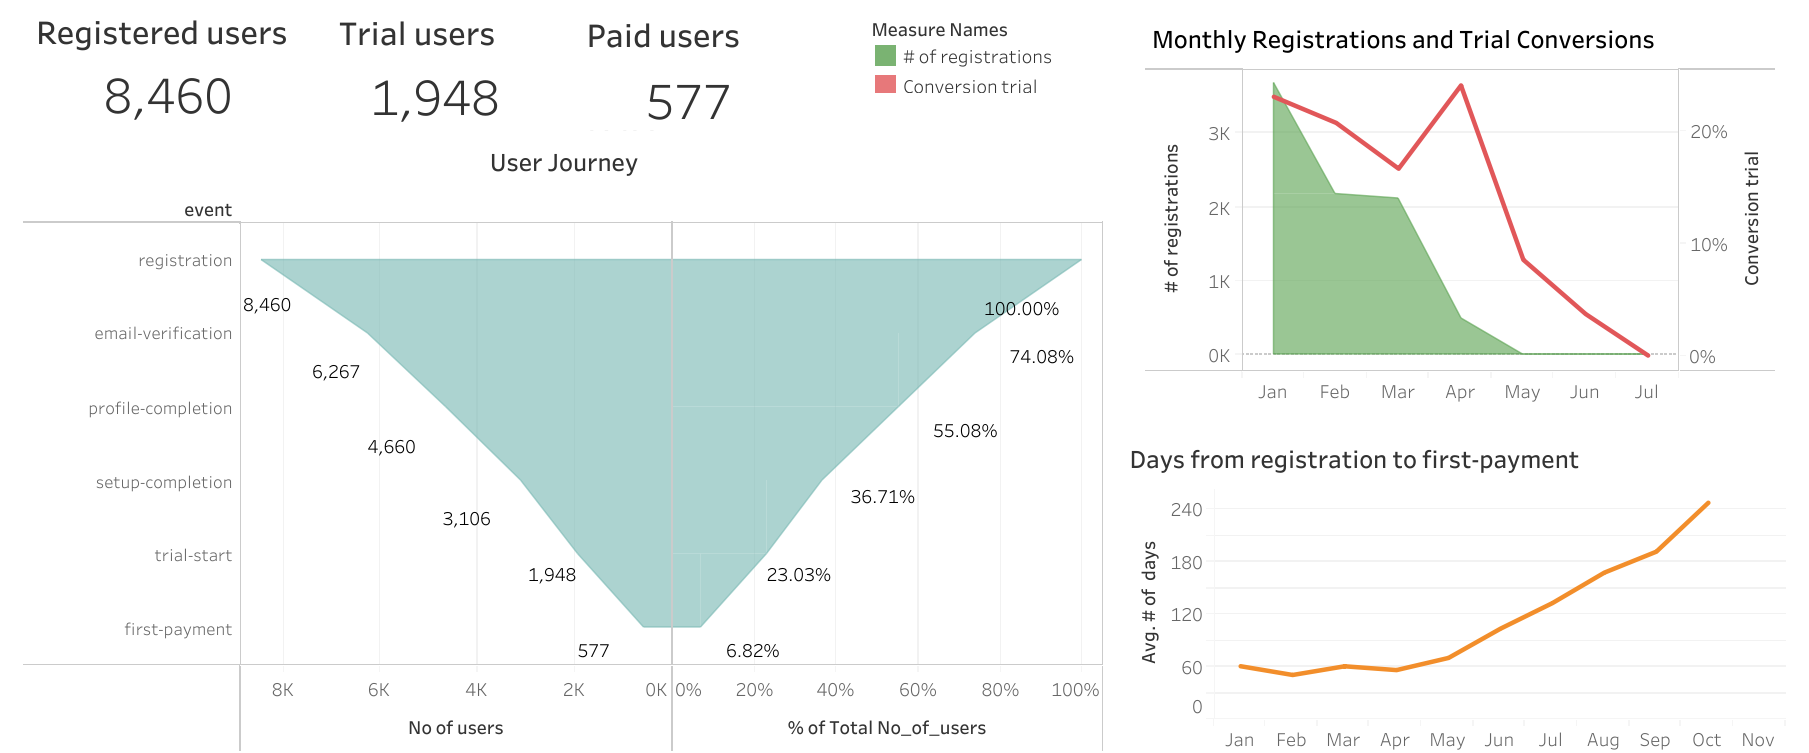 Registered users
8,460
Trial users
1,948
Paid users
577
Measure Names
# of registrations
Conversion trial
User Journey
event
registration
8,460
100.00%
email-verification
6,267
74.08%
profile-completion
4,660
55.08%
setup-completion
3,106
36.71%
trial-start
1,948
23.03%
first-payment
577
6.82%
8K 6K 4K 2K 0K 0% 20% 40% 60% 80% 100%
No of users
% of Total No_of_users
Monthly Registrations and Trial Conversions
# of registrations
3K
2K
1K
0K
20%
10%
0%
Conversion trial
Jan Feb Mar Apr May Jun Jul
Days from registration to first-payment
Avg. # of days
240
180
120
60
0
Jan Feb Mar Apr May Jun Jul Aug Sep Oct Nov